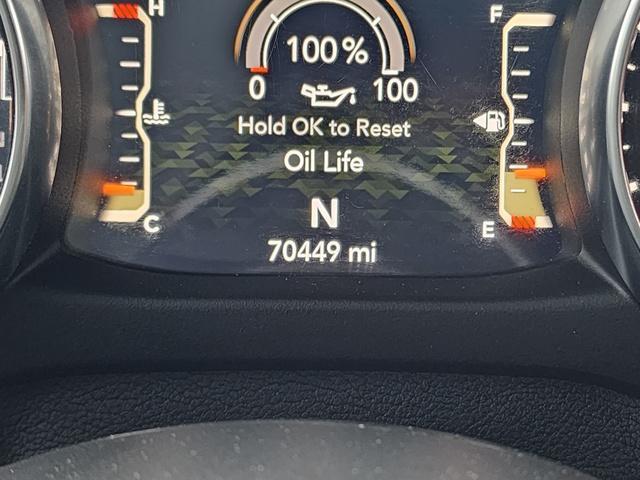 H
F
100%
0
100
Hold OK to Reset
Oil Life
C
N
E
70449 mi